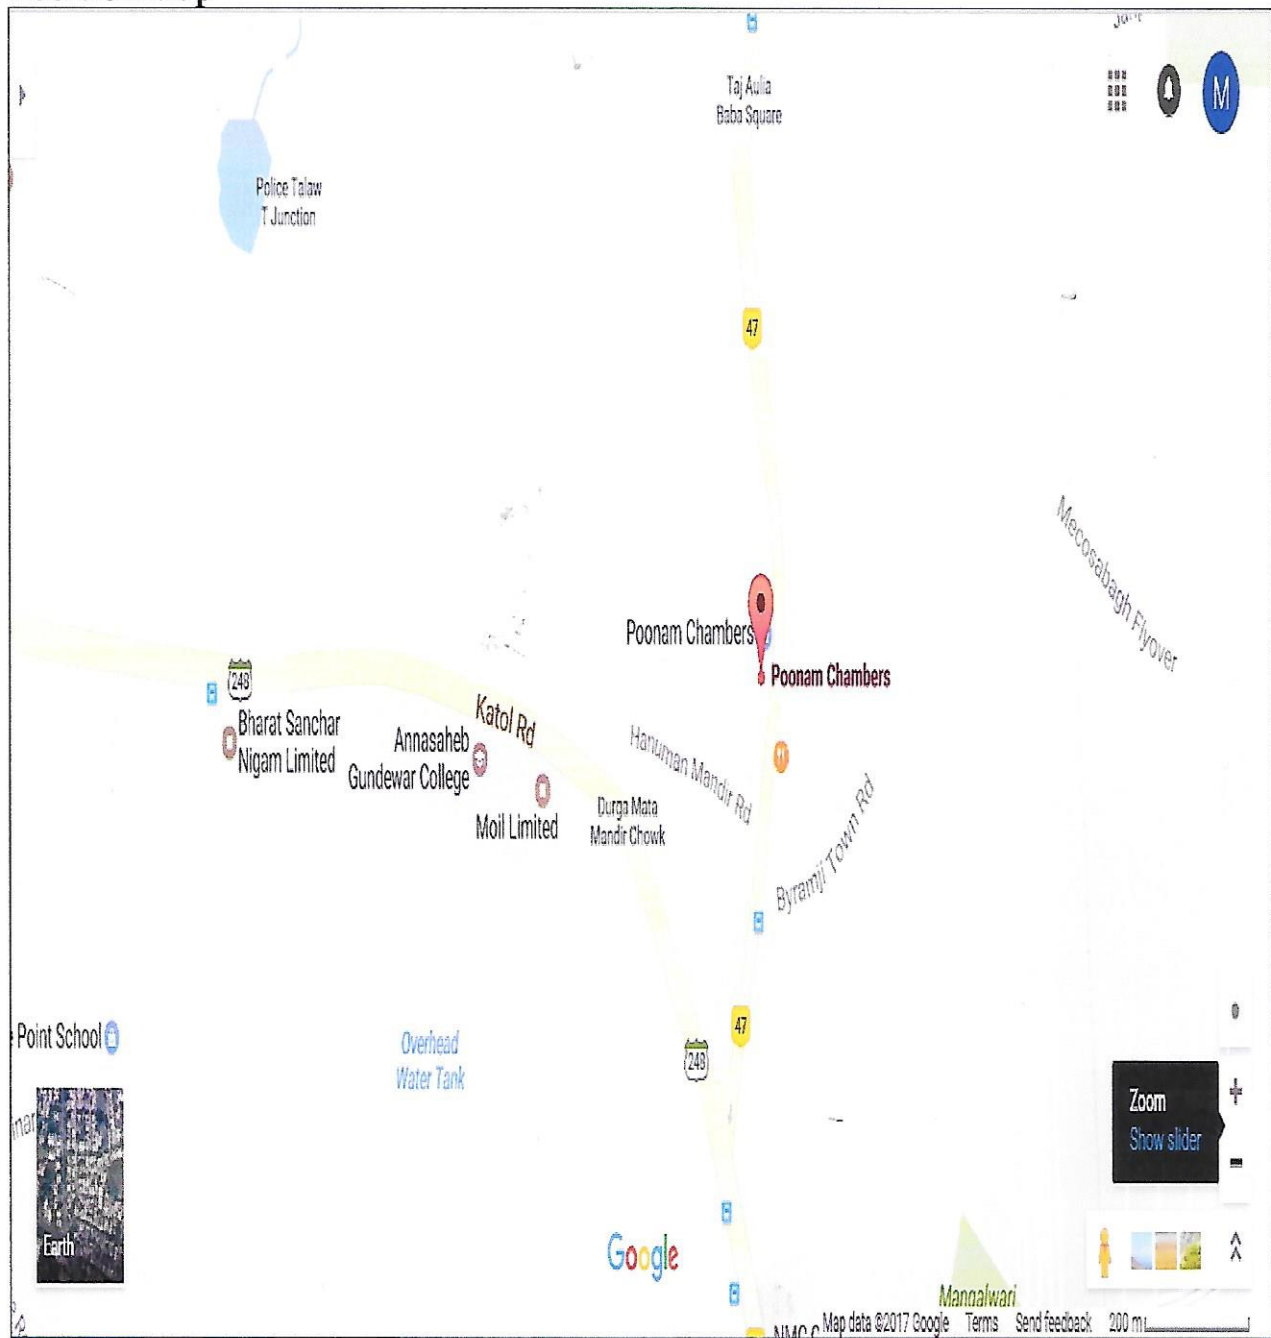 Taj Aulia
Baba Square
M
Police Talaw
T Junction
47
Mecosabagh Flyover
Poonam Chambers
Poonam Chambers
248
Bharat Sanchar
Nigam Limited
Katol Rd
Annasaheb
Gundewar College
Moil Limited
Hanuman Mandir Rd
Durga Mata
Mandir Chowk
Byramji Town Rd
47
248
Point School
Overhead
Water Tank
Zoom
Show slider
Earth
Google
Mangalwari
Map data ©2017 Google Terms Send feedback 200 m